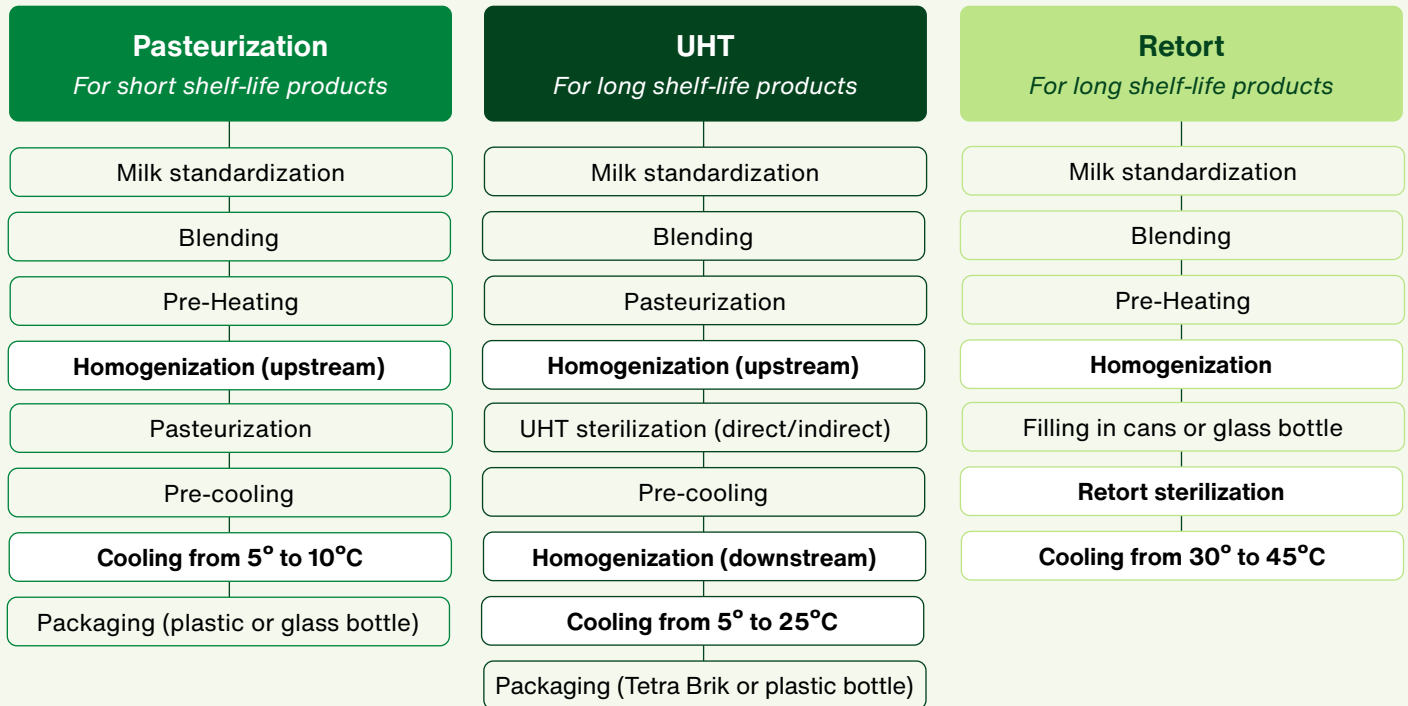 Pasteurization
For short shelf-life products
Milk standardization
Blending
Pre-Heating
Homogenization (upstream)
Pasteurization
Pre-cooling
Cooling from 5° to 10°C
Packaging (plastic or glass bottle)
UHT
For long shelf-life products
Milk standardization
Blending
Pasteurization
Homogenization (upstream)
UHT sterilization (direct/indirect)
Pre-cooling
Homogenization (downstream)
Cooling from 5° to 25°C
Packaging (Tetra Brik or plastic bottle)
Retort
For long shelf-life products
Milk standardization
Blending
Pre-Heating
Homogenization
Filling in cans or glass bottle
Retort sterilization
Cooling from 30° to 45°C